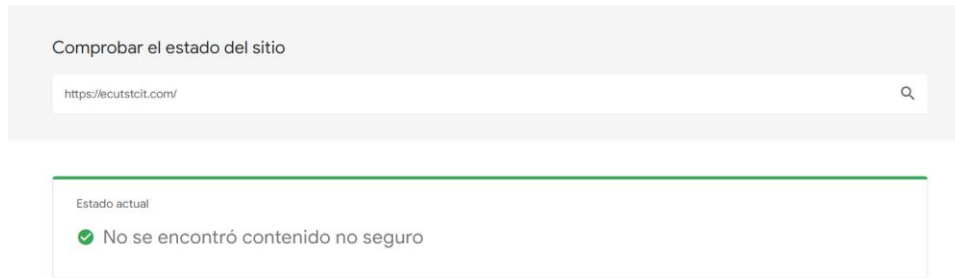 Comprobar el estado del sitio
https://ecutstcit.com/
Estado actual
No se encontró contenido no seguro